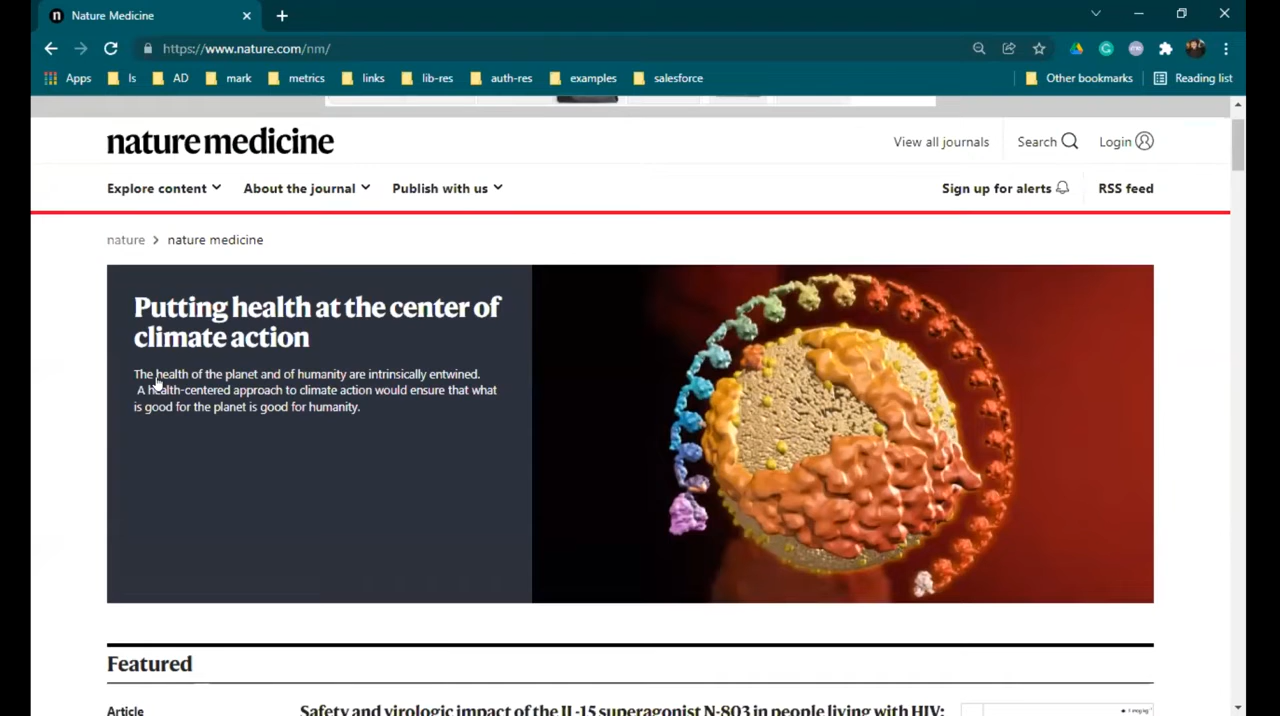 Nature Medicine
https://www.nature.com/nm/
Apps ls AD mark metrics links lib-res auth-res examples salesforce Other bookmarks Reading list
nature medicine
View all journals Search Login
Explore content About the journal Publish with us Sign up for alerts RSS feed
nature > nature medicine
Putting health at the center of
climate action
The health of the planet and of humanity are intrinsically entwined.
A health-centered approach to climate action would ensure that what
is good for the planet is good for humanity.
Featured
Article Safety and virologic impact of the IL-15 superagonist N-803 in people living with HIV: